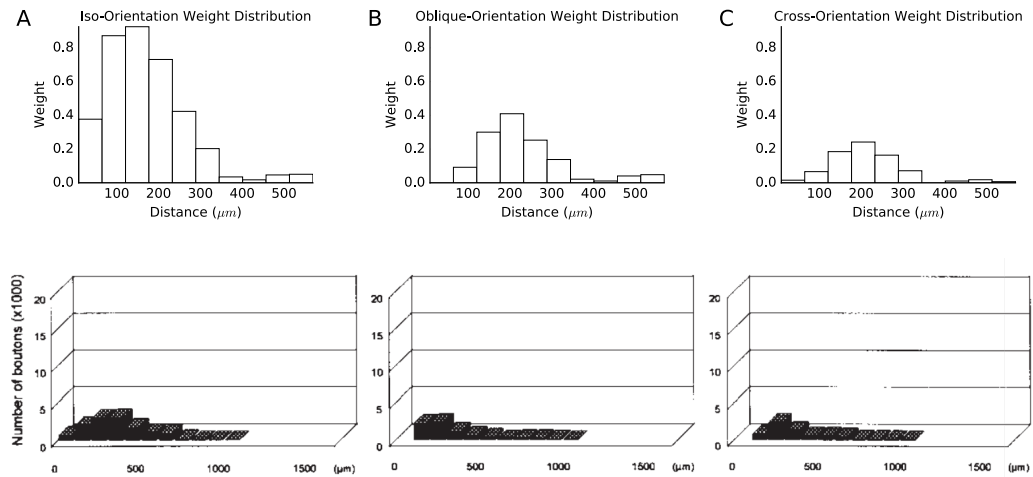 A Iso-Orientation Weight Distribution
0.8
0.6
0.4
0.2
0.0
Weight
100 200 300 400 500
Distance (μm)
B Oblique-Orientation Weight Distribution
0.8
0.6
0.4
0.2
0.0
Weight
100 200 300 400 500
Distance (μm)
C Cross-Orientation Weight Distribution
0.8
0.6
0.4
0.2
0.0
Weight
100 200 300 400 500
Distance (μm)
Number of boutons (x1000)
20
15
10
5
0
0 500 1000 1500 (μm)
20
15
10
5
0
0 500 1000 1500 (μm)
20
15
10
5
0
0 500 1000 1500 (μm)